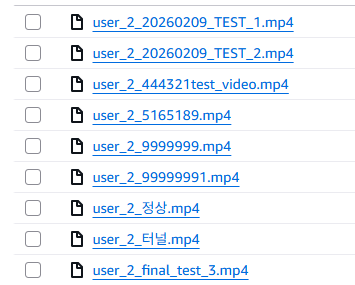 user_2_20260209_TEST_1.mp4
user_2_20260209_TEST_2.mp4
user_2_444321test_video.mp4
user_2_5165189.mp4
user_2_9999999.mp4
user_2_99999991.mp4
user_2_정상.mp4
user_2_터널.mp4
user_2_final_test_3.mp4